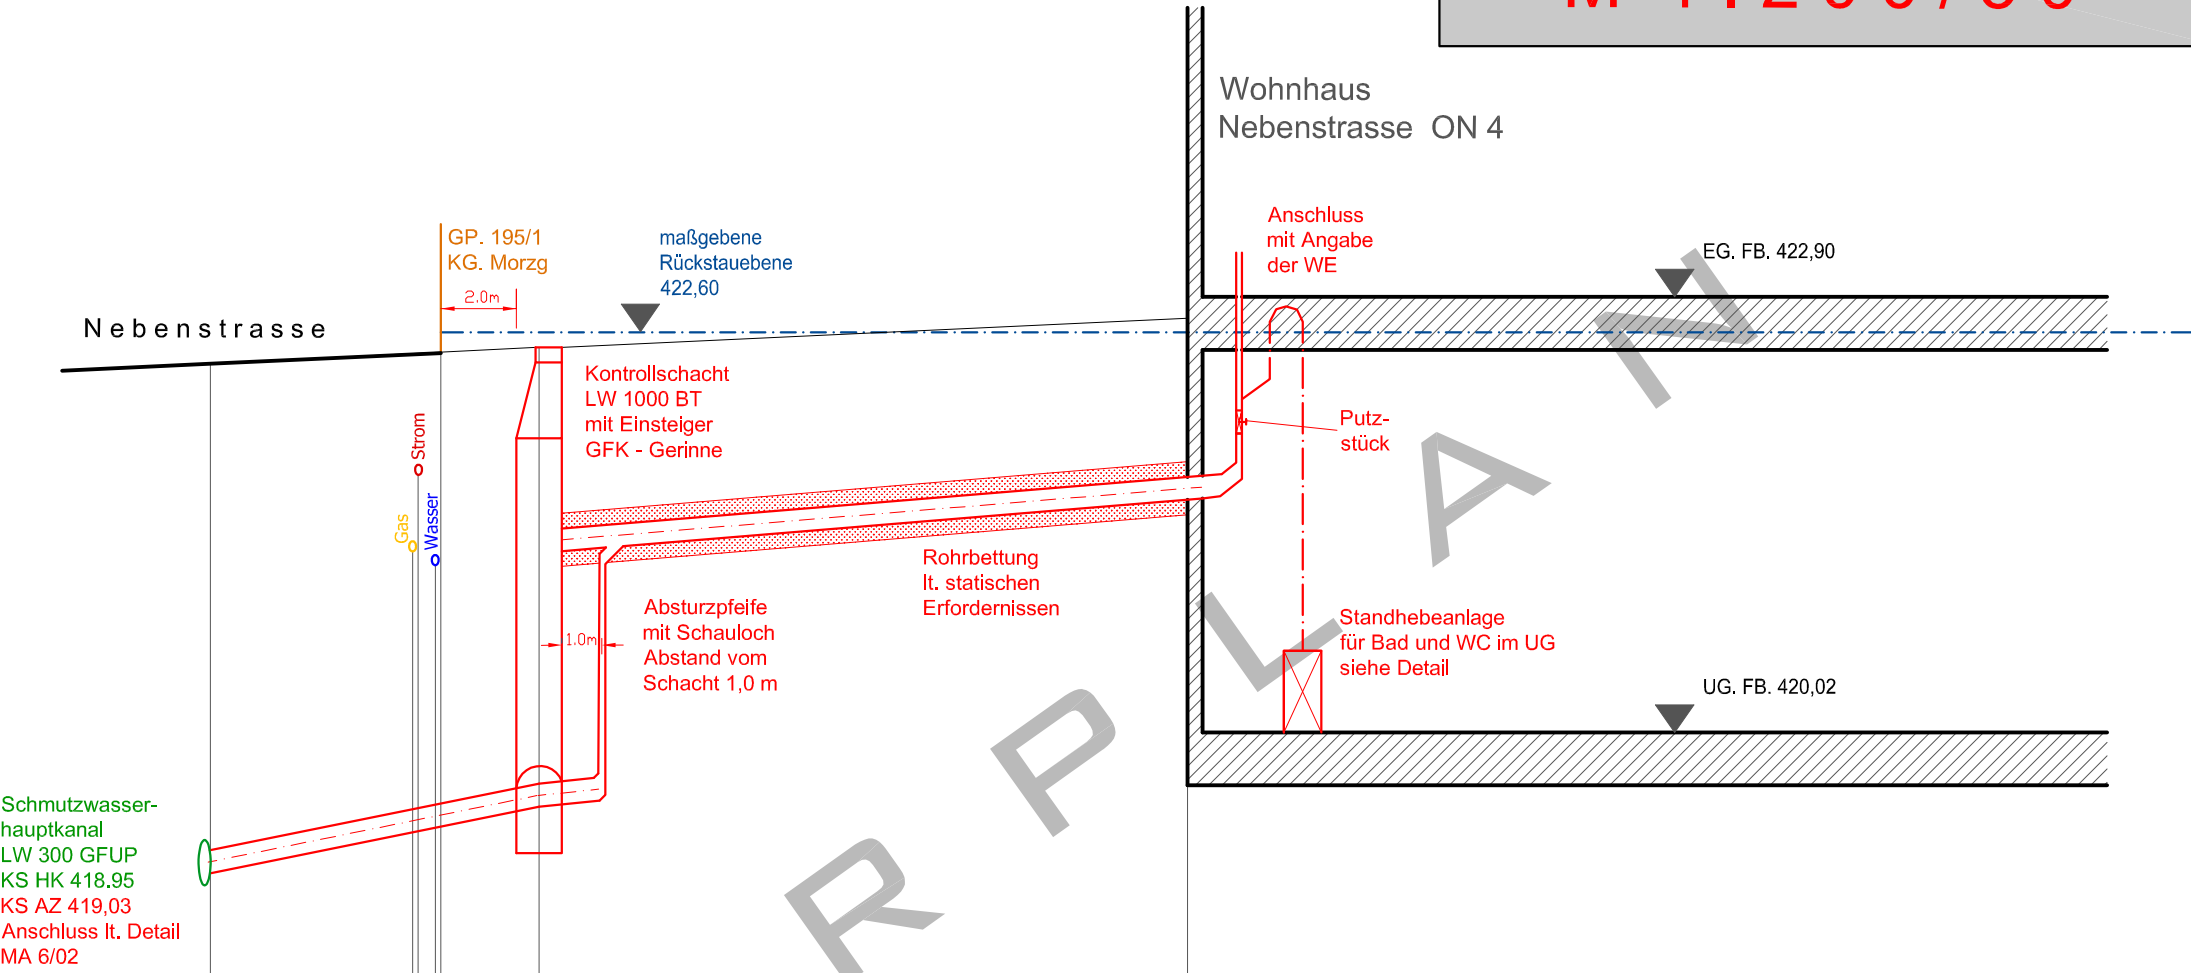 M 1:200/50
Wohnhaus
Nebenstrasse ON 4
GP. 195/1
KG. Morzg
2.0m
maßgebene
Rückstauebene
422,60
Anschluss
mit Angabe
der WE
EG. FB. 422,90
Nebenstrasse
Kontrollschacht
LW 1000 BT
mit Einsteiger
GFK - Gerinne
Strom
Gas
Wasser
Putz-
stück
Rohrbettung
lt. statischen
Erfordernissen
Absturzpfeife
mit Schauloch
Abstand vom
Schacht 1,0 m
1.0m
Standhebeanlage
für Bad und WC im UG
siehe Detail
UG. FB. 420,02
Schmutzwasser-
hauptkanal
LW 300 GFUP
KS HK 418.95
KS AZ 419,03
Anschluss lt. Detail
MA 6/02
RPLAN